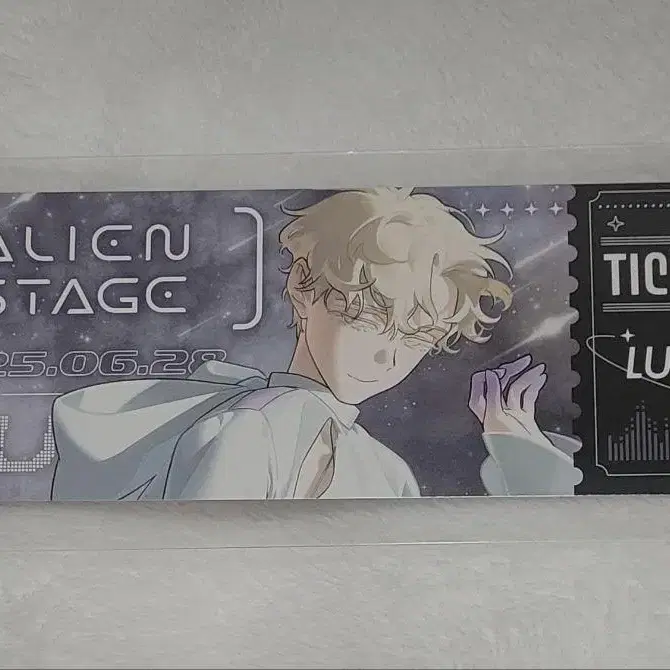 ALIEN
STAGE
25.06.28
U
TIC
LU